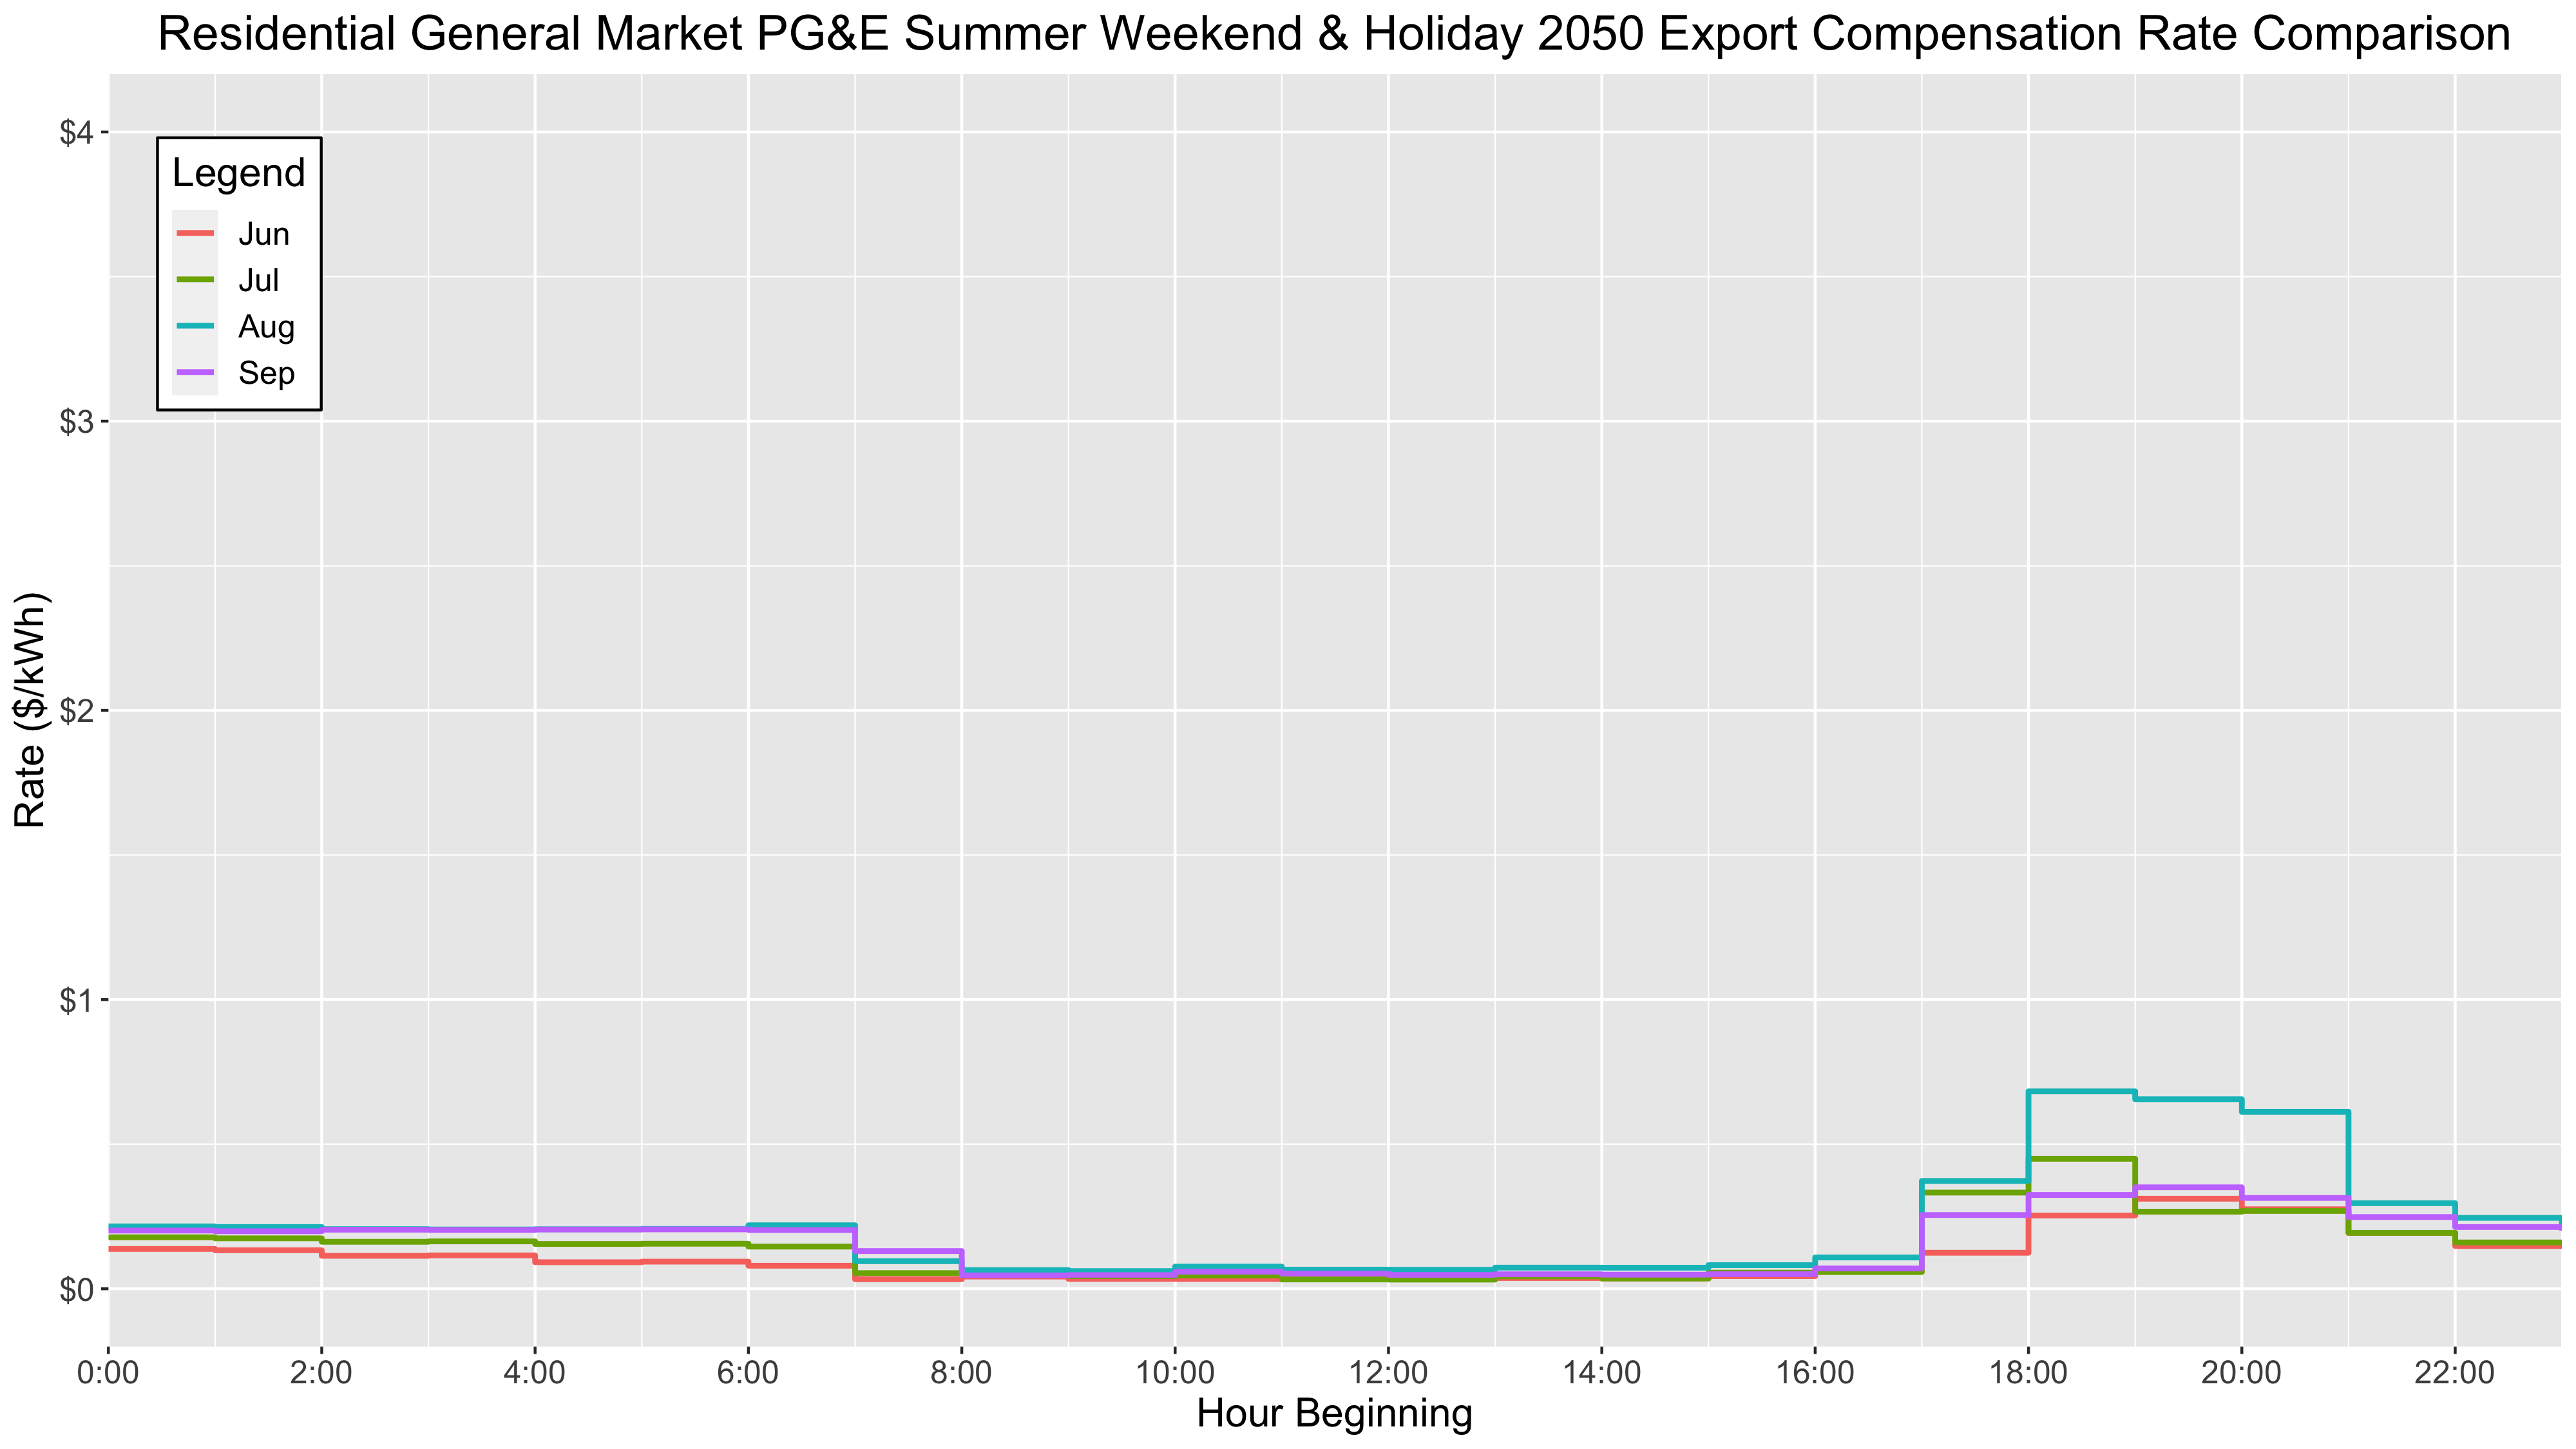 Residential General Market PG&E Summer Weekend & Holiday 2050 Export Compensation Rate Comparison
$4
Legend
Jun
Jul
Aug
Sep
$3
Rate ($/kWh)
$2
$1
$0
0:00 2:00 4:00 6:00 8:00 10:00 12:00 14:00 16:00 18:00 20:00 22:00
Hour Beginning